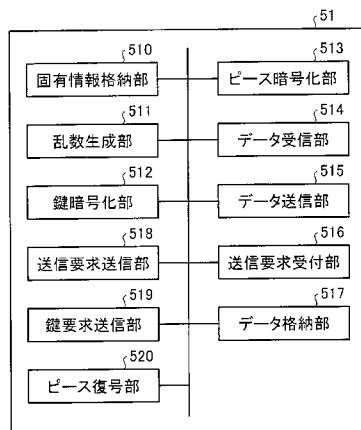 51
510
固有情報格納部
513
ピース暗号化部
511
乱数生成部
514
データ受信部
512
鍵暗号化部
515
データ送信部
518
送信要求送信部
516
送信要求受付部
519
鍵要求送信部
517
データ格納部
520
ピース復号部